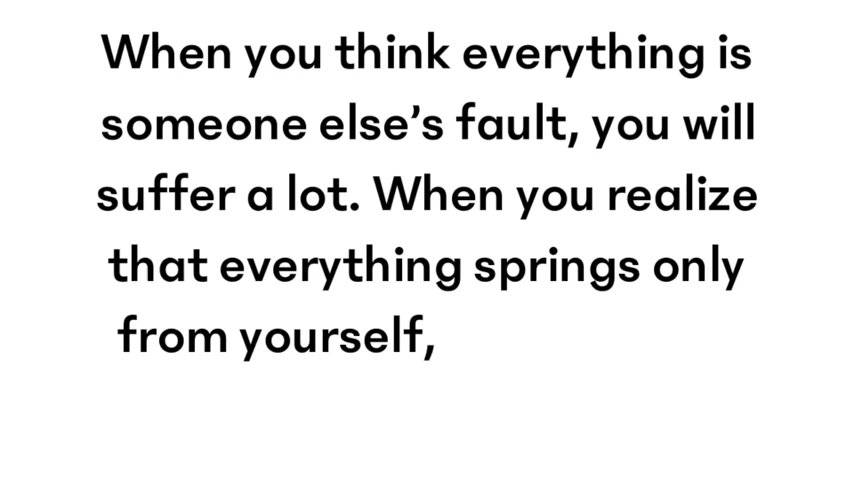 When you think everything is
someone else’s fault, you will
suffer a lot. When you realize
that everything springs only
from yourself,